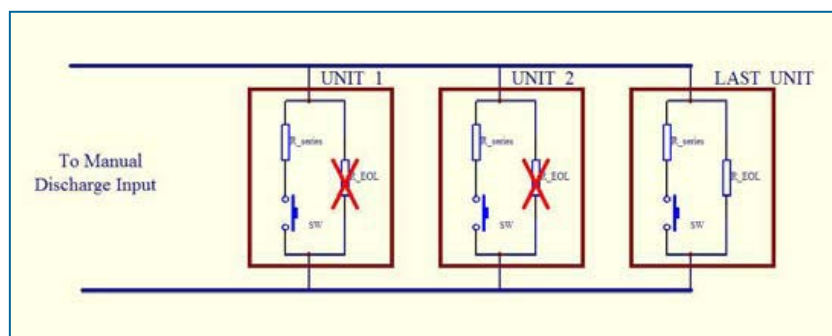 UNIT 1
UNIT 2
LAST UNIT
R_series
R_EOL
R_series
R_EOL
R_series
R_EOL
To Manual
Discharge Input
SW
SW
SW